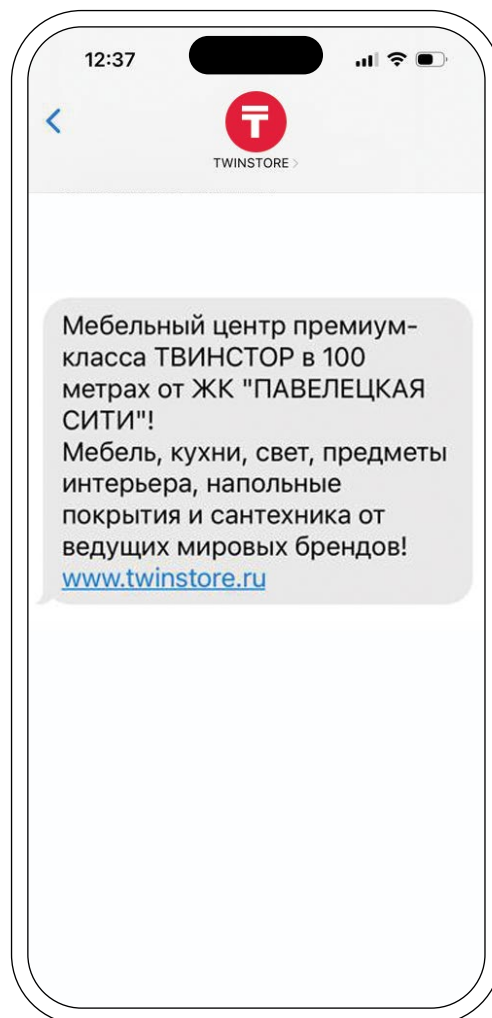 12:37
TWINSTORE
Мебельный центр премиум-
класса ТВИНСТОР в 100
метрах от ЖК "ПАВЕЛЕЦКАЯ
СИТИ"!
Мебель, кухни, свет, предметы
интерьера, напольные
покрытия и сантехника от
ведущих мировых брендов!
www.twinstore.ru